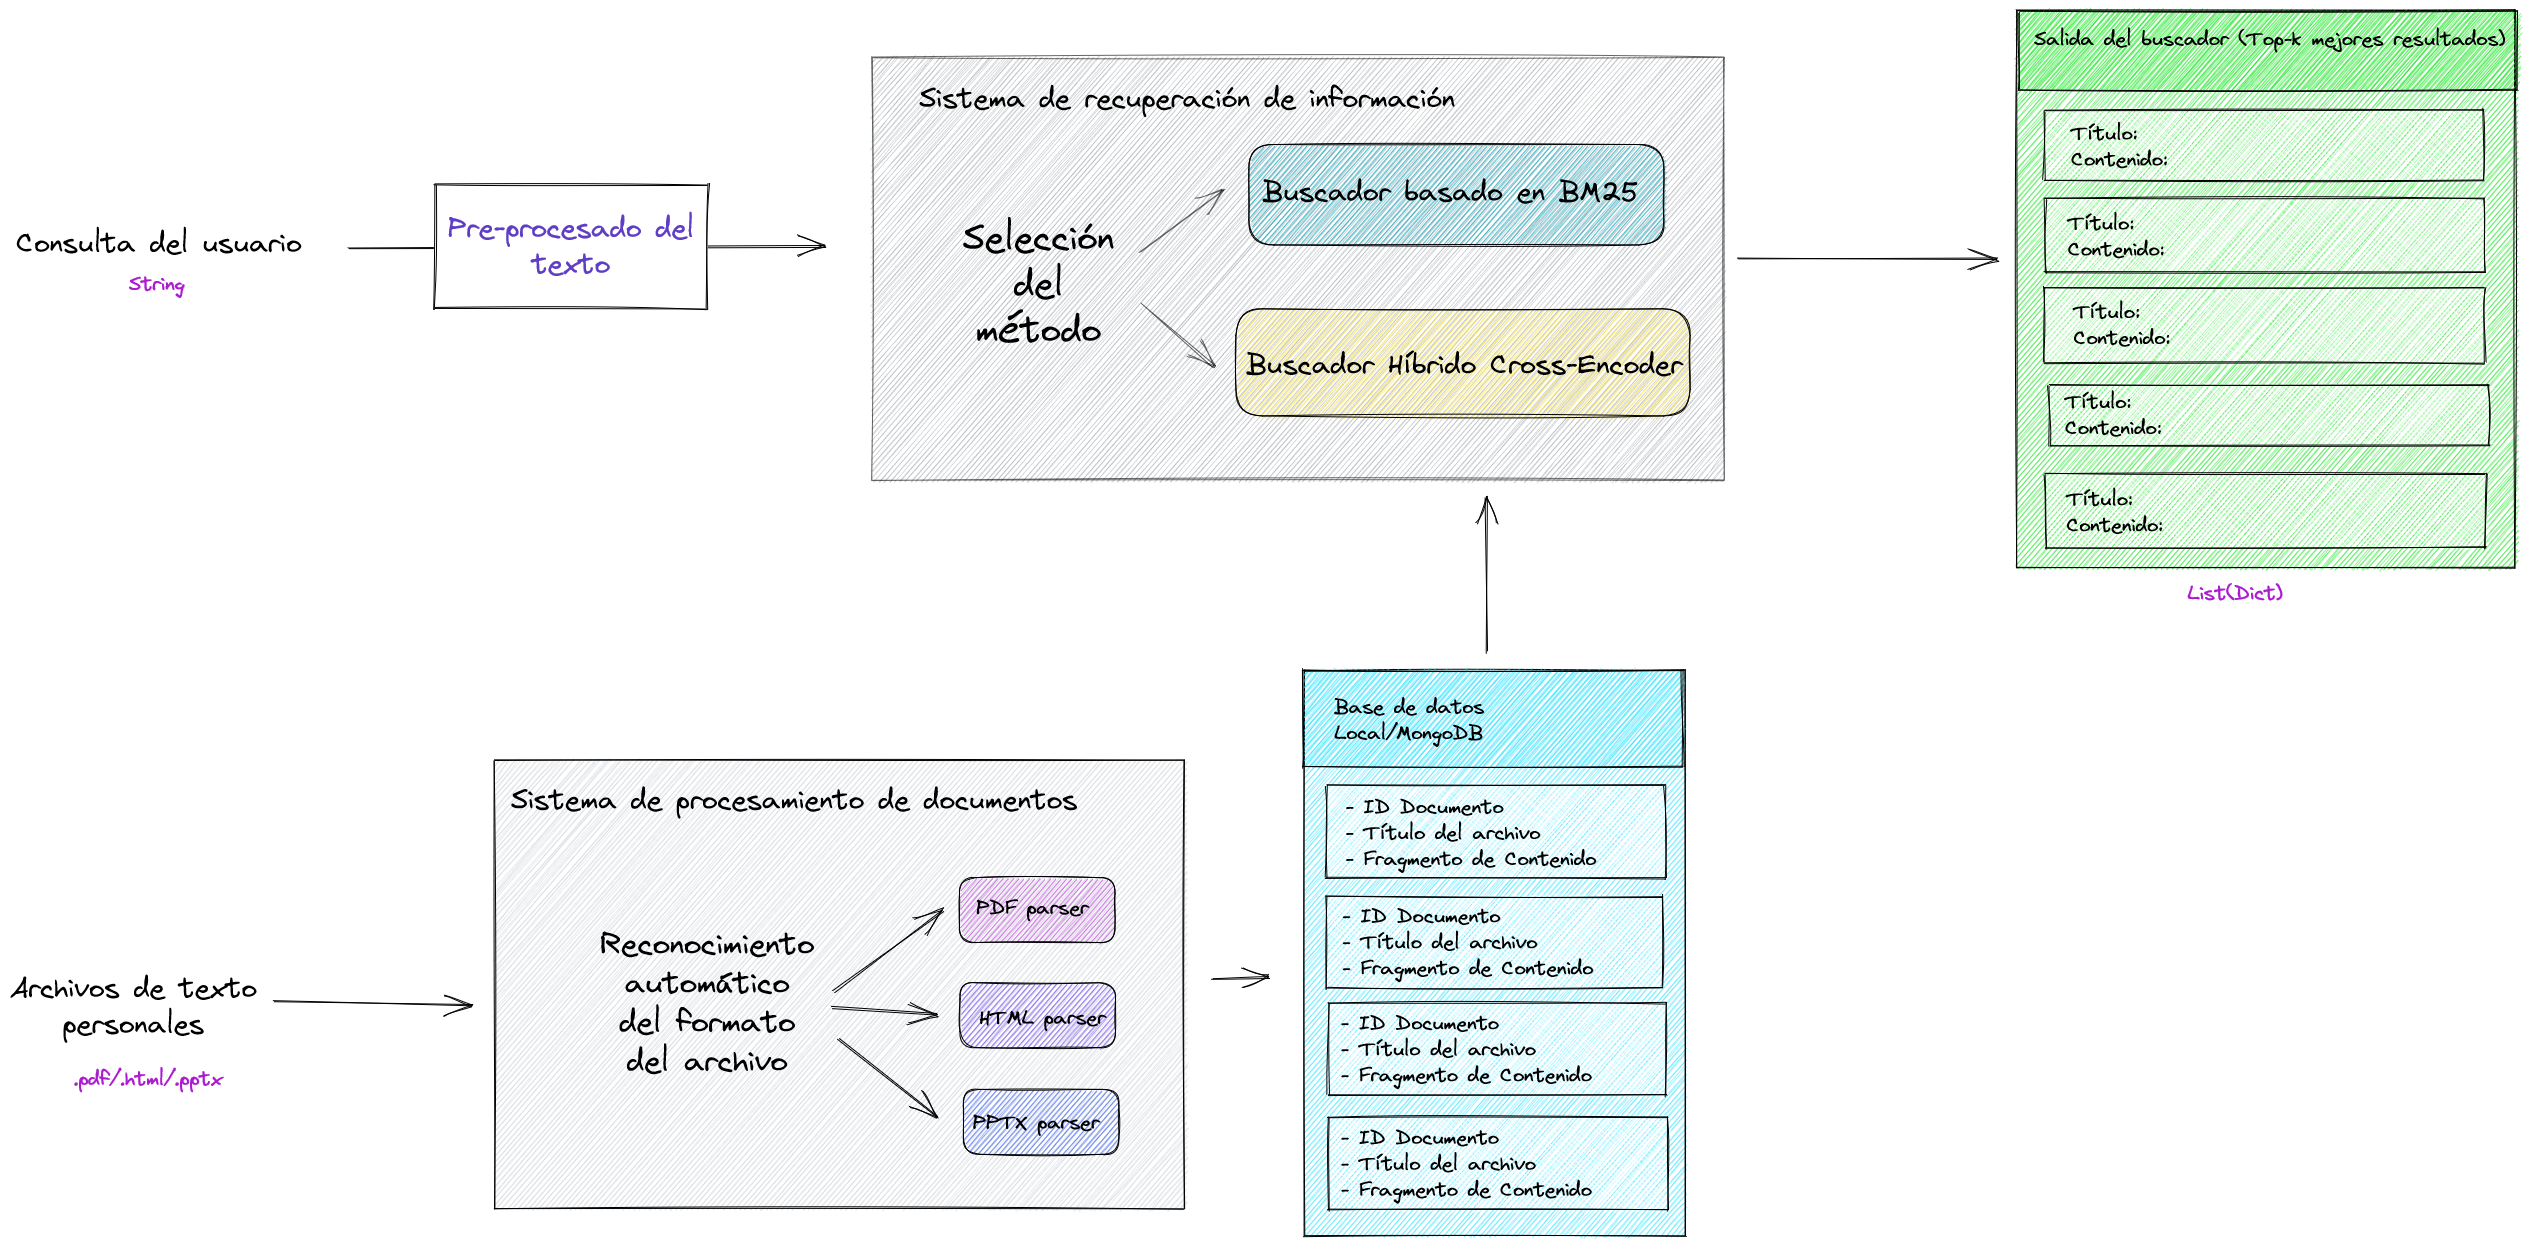 Consulta del usuario
String
Pre-procesado del
texto
Sistema de recuperación de información
Selección
del
método
Buscador basado en BM25
Buscador Híbrido Cross-Encoder
Salida del buscador (Top-k mejores resultados)
Título:
Contenido:
Título:
Contenido:
Título:
Contenido:
Título:
Contenido:
Título:
Contenido:
List(Dict)
Archivos de texto
personales
.pdf/.html/.pptx
Sistema de procesamiento de documentos
Reconocimiento
automático
del formato
del archivo
PDF parser
HTML parser
PPTX parser
Base de datos
Local/MongoDB
- ID Documento
- Título del archivo
- Fragmento de Contenido
- ID Documento
- Título del archivo
- Fragmento de Contenido
- ID Documento
- Título del archivo
- Fragmento de Contenido
- ID Documento
- Título del archivo
- Fragmento de Contenido